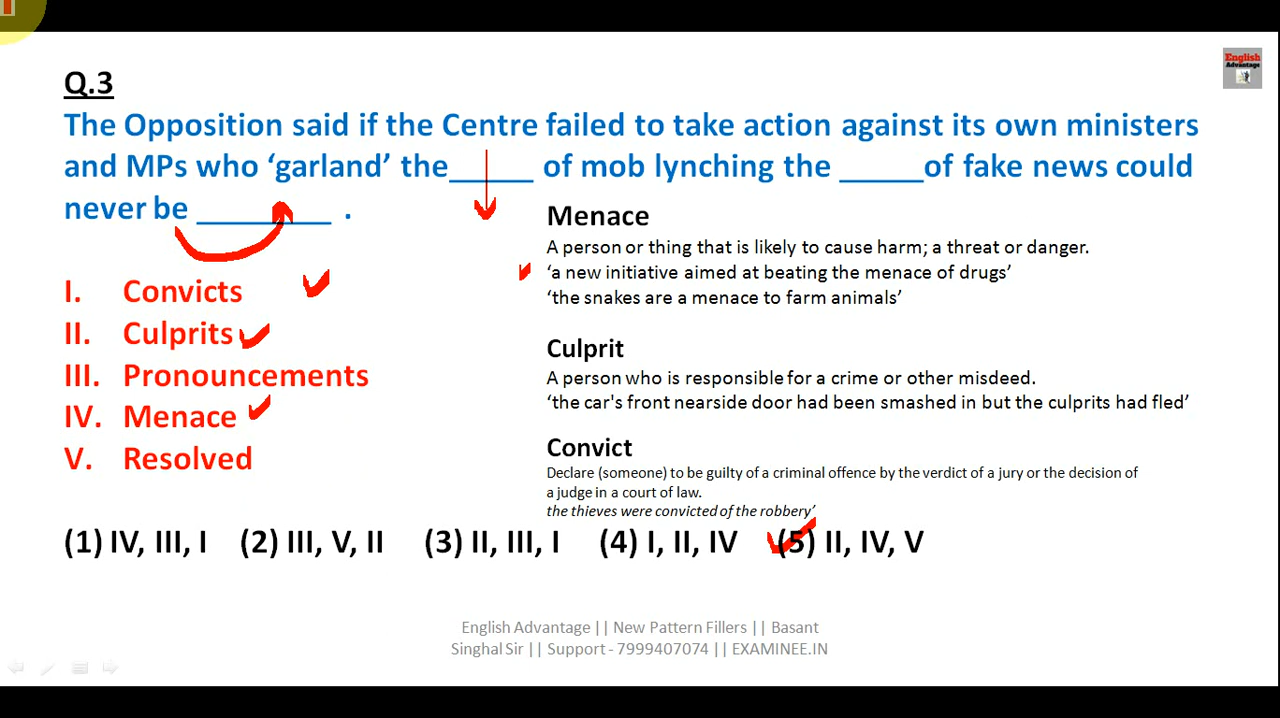 English
Advantage
Q.3
The Opposition said if the Centre failed to take action against its own ministers
and MPs who ‘garland’ the_____ of mob lynching the _____of fake news could
never be ________ .
I. Convicts
II. Culprits
III. Pronouncements
IV. Menace
V. Resolved
Menace
A person or thing that is likely to cause harm; a threat or danger.
‘a new initiative aimed at beating the menace of drugs’
‘the snakes are a menace to farm animals’
Culprit
A person who is responsible for a crime or other misdeed.
‘the car's front nearside door had been smashed in but the culprits had fled’
Convict
Declare (someone) to be guilty of a criminal offence by the verdict of a jury or the decision of
a judge in a court of law.
the thieves were convicted of the robbery’
(1) IV, III, I (2) III, V, II (3) II, III, I (4) I, II, IV (5) II, IV, V
English Advantage || New Pattern Fillers || Basant
Singhal Sir || Support - 7999407074 || EXAMINEE.IN